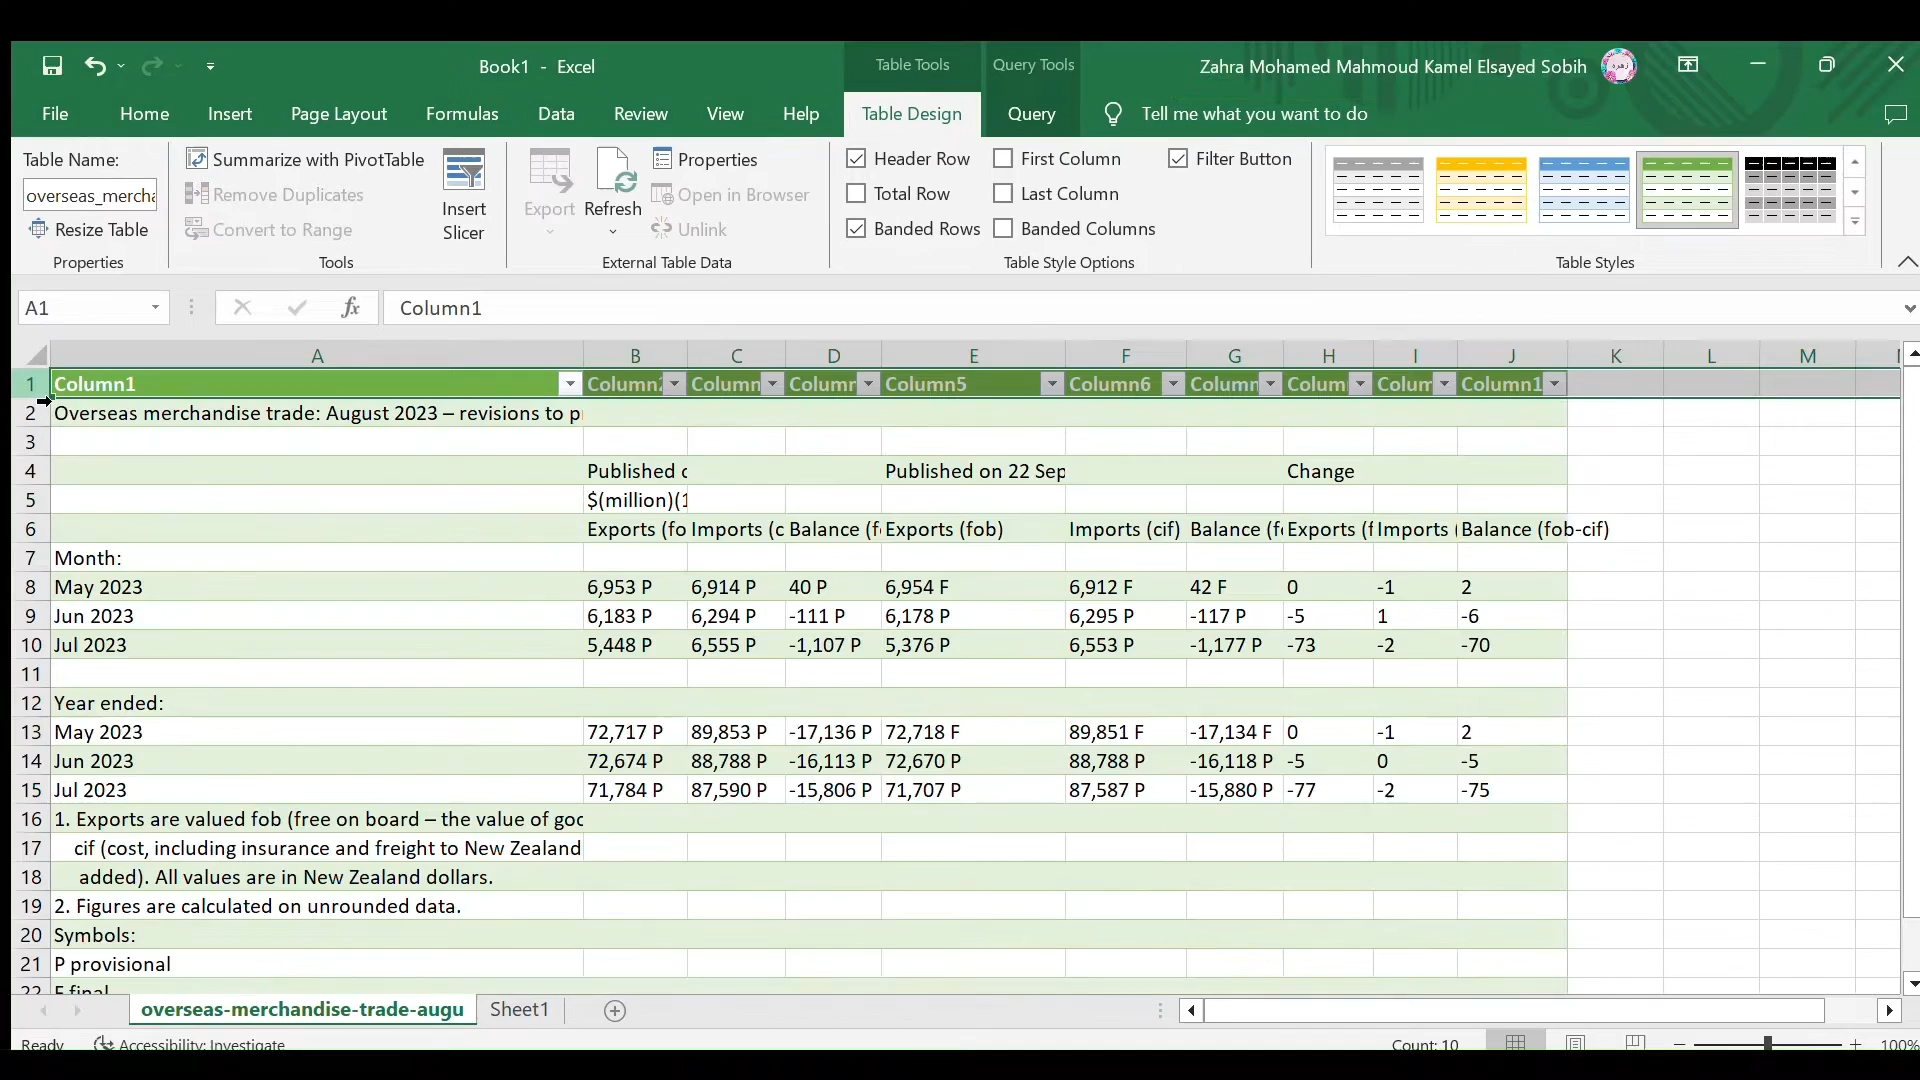 Book1 - Excel
Table Tools
Query Tools
Zahra Mohamed Mahmoud Kamel Elsayed Sobih
File Home Insert Page Layout Formulas Data Review View Help Table Design Query Tell me what you want to do
Table Name:
overseas_mercha
Resize Table
Properties
Summarize with PivotTable
Remove Duplicates
Convert to Range
Insert Slicer
Tools
Export
Refresh
Properties
Open in Browser
Unlink
External Table Data
Header Row
Total Row
Banded Rows
First Column
Last Column
Banded Columns
Filter Button
Table Style Options
Table Styles
A1 fx Column1
A B C D E F G H I J K L M
1 Column1 Column2 Column Column Column5 Column6 Column Colum Colum Column1
2 Overseas merchandise trade: August 2023 – revisions to p
3
4 Published o Published on 22 Sep Change
5 $(million)(1
6 Exports (fo Imports (c Balance (f Exports (fob) Imports (cif) Balance (fo Exports (f Imports ( Balance (fob-cif)
7 Month:
8 May 2023 6,953 P 6,914 P 40 P 6,954 F 6,912 F 42 F 0 -1 2
9 Jun 2023 6,183 P 6,294 P -111 P 6,178 P 6,295 P -117 P -5 1 -6
10 Jul 2023 5,448 P 6,555 P -1,107 P 5,376 P 6,553 P -1,177 P -73 -2 -70
11
12 Year ended:
13 May 2023 72,717 P 89,853 P -17,136 P 72,718 F 89,851 F -17,134 F 0 -1 2
14 Jun 2023 72,674 P 88,788 P -16,113 P 72,670 P 88,788 P -16,118 P -5 0 -5
15 Jul 2023 71,784 P 87,590 P -15,806 P 71,707 P 87,587 P -15,880 P -77 -2 -75
16 1. Exports are valued fob (free on board – the value of goo
17 cif (cost, including insurance and freight to New Zealand
18 added). All values are in New Zealand dollars.
19 2. Figures are calculated on unrounded data.
20 Symbols:
21 P provisional
22 F final
overseas-merchandise-trade-augu Sheet1
Ready Accessibility: Investigate Count: 10 100%